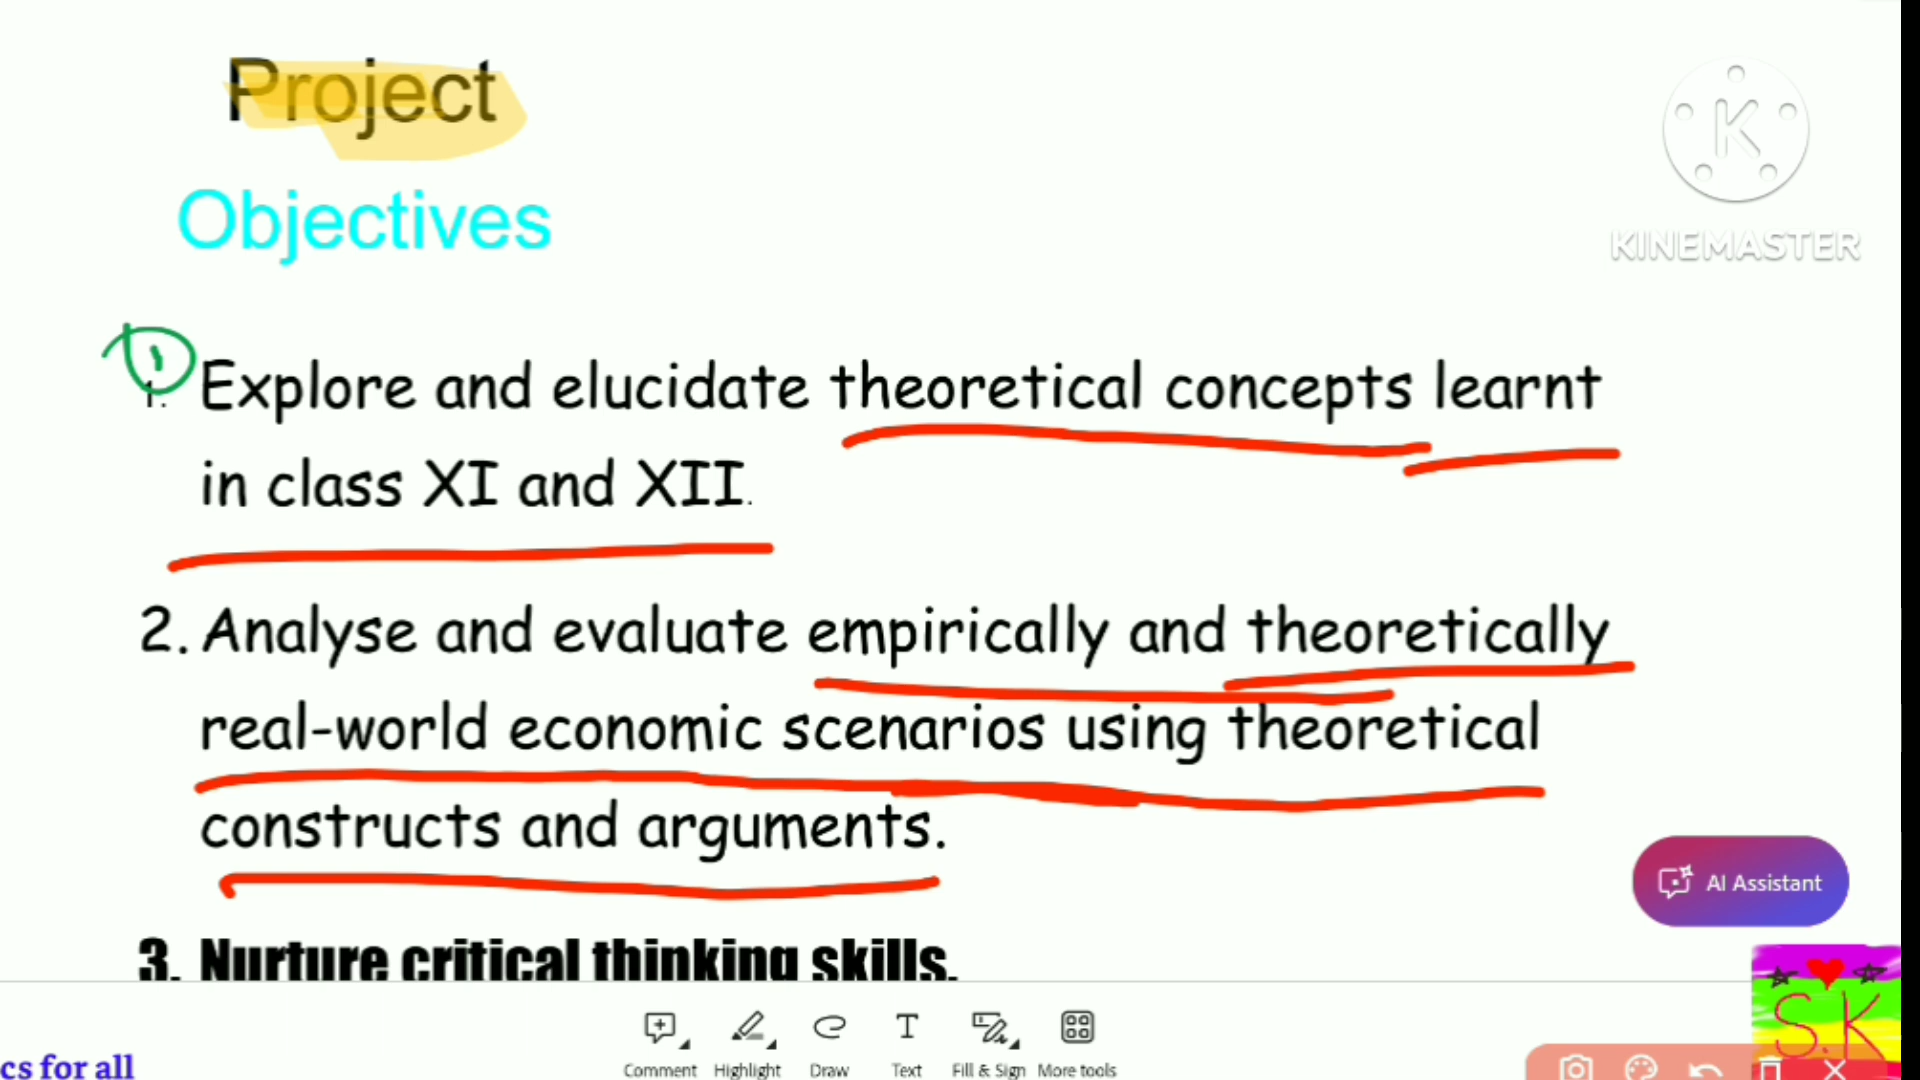 Project
KINEMASTER
Objectives
1
1. Explore and elucidate theoretical concepts learnt
in class XI and XII.
2. Analyse and evaluate empirically and theoretically
real-world economic scenarios using theoretical
constructs and arguments.
AI Assistant
3. Nurture critical thinking skills.
S.K
Comment Highlight Draw Text Fill & Sign More tools
cs for all